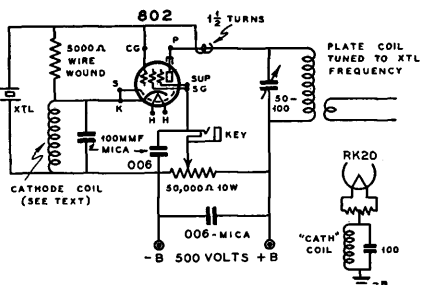 802
1½ TURNS
P
CG
5000Ω
WIRE
WOUND
PLATE COIL
TUNED TO XTL
FREQUENCY
SUP
SG
S
K
H H
XTL
50-
100
100MMF
MICA
KEY
.006
RK20
CATHODE COIL
(SEE TEXT)
50,000Ω 10W
.006-MICA
"CATH"
COIL
100
-B 500 VOLTS +B
-B